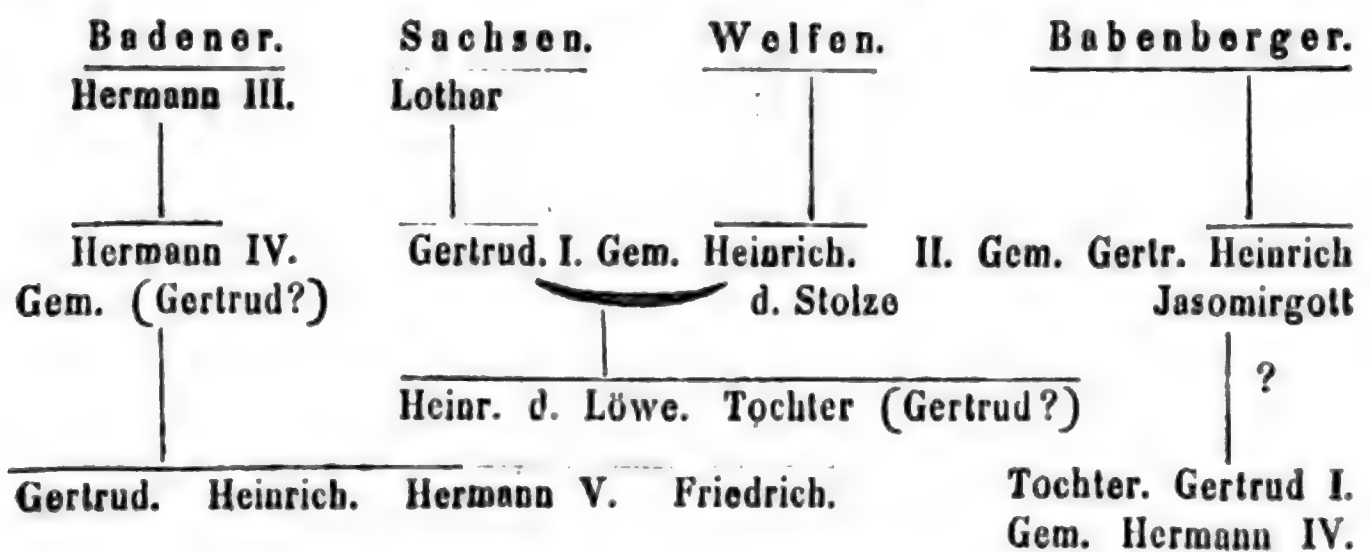 Badener. Sachsen. Welfen. Babenberger.
Hermann III. Lothar
Hermann IV. Gertrud. I. Gem. Heinrich. II. Gem. Gertr. Heinrich
Gem. (Gertrud?) d. Stolze Jasomirgott
?
Heinr. d. Löwe. Tochter (Gertrud?)
Gertrud. Heinrich. Hermann V. Friedrich. Tochter. Gertrud I.
Gem. Hermann IV.